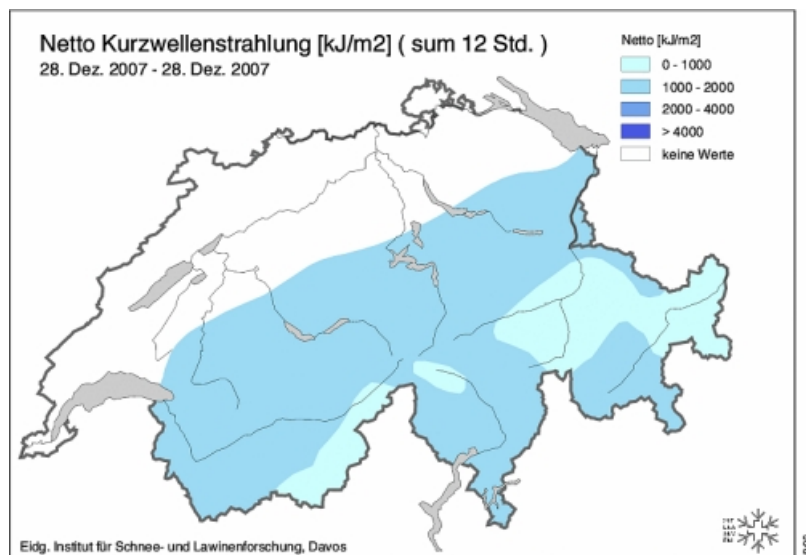 Netto Kurzwellenstrahlung [kJ/m2] ( sum 12 Std. )
28. Dez. 2007 - 28. Dez. 2007
Netto [kJ/m2]
0 - 1000
1000 - 2000
2000 - 4000
> 4000
keine Werte
Eidg. Institut für Schnee- und Lawinenforschung, Davos